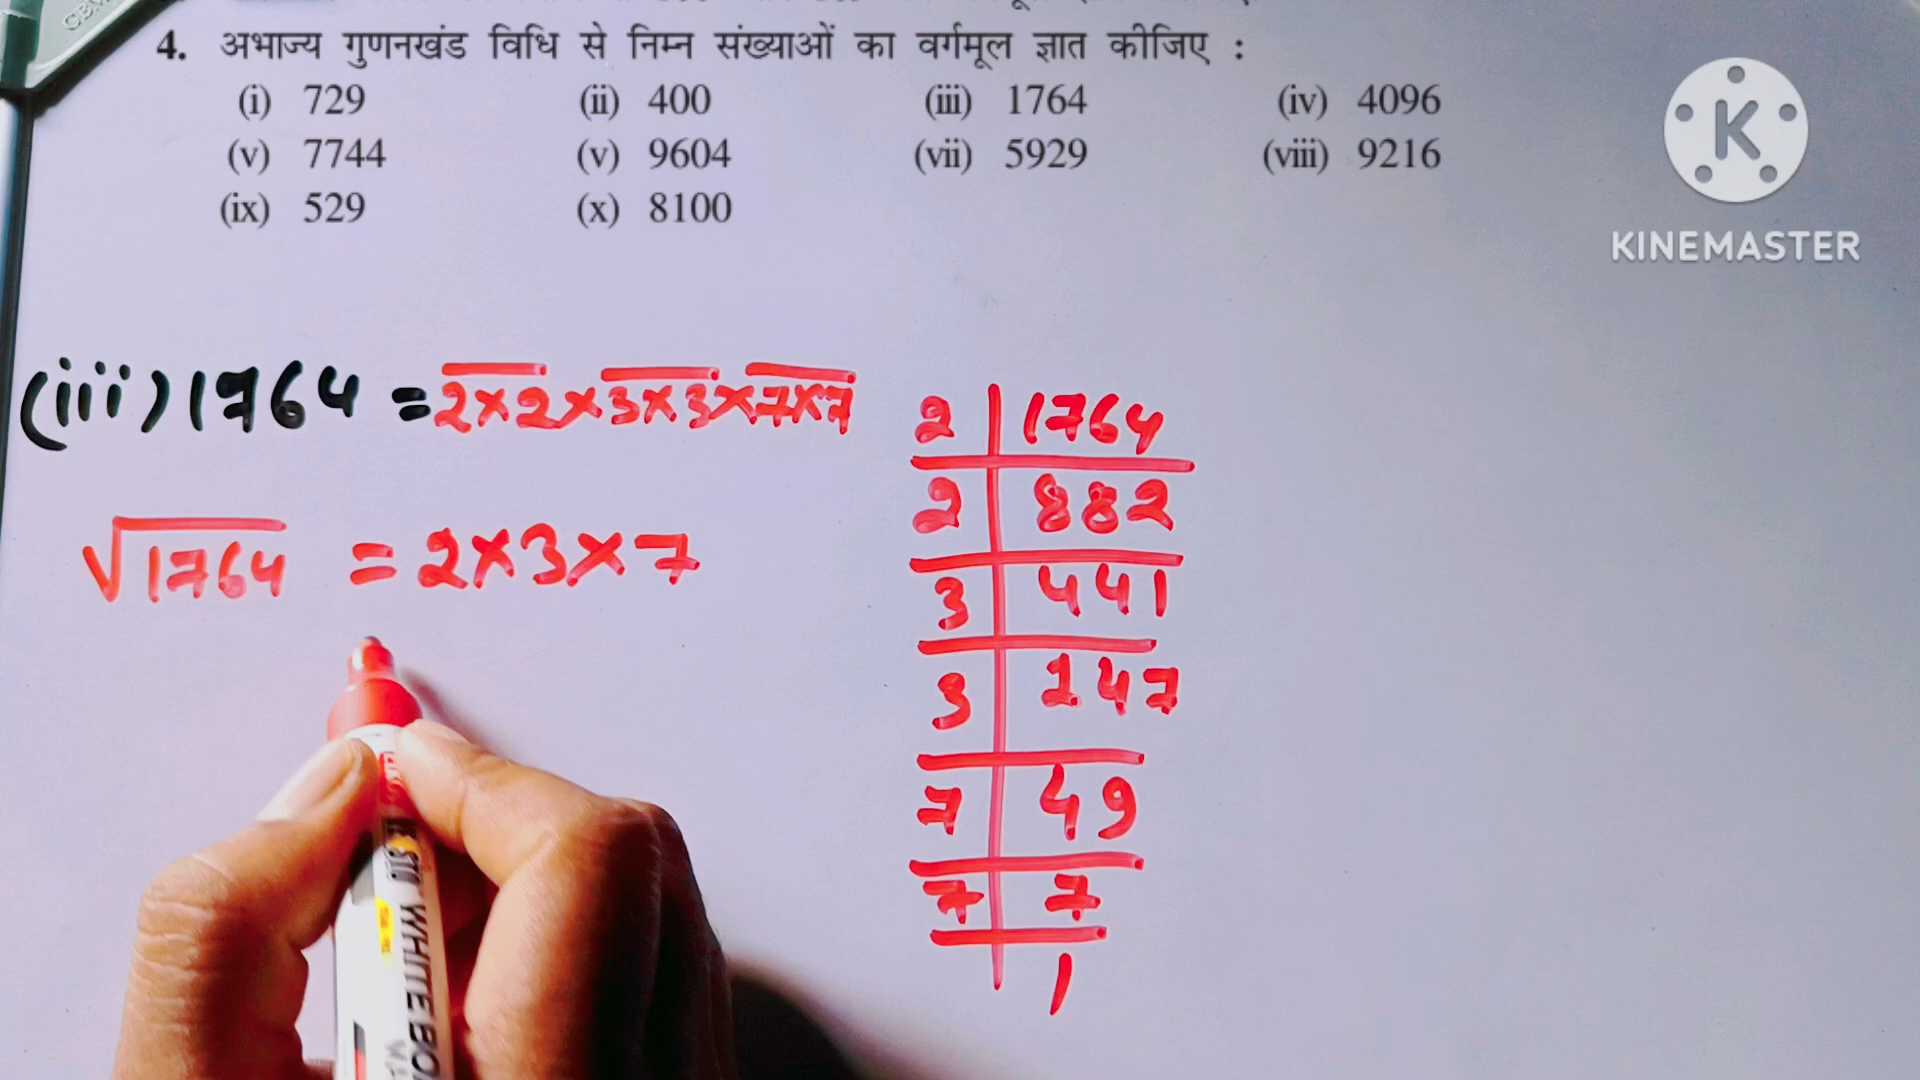 4. अभाज्य गुणनखंड विधि से निम्न संख्याओं का वर्गमूल ज्ञात कीजिए :
(i) 729 (ii) 400 (iii) 1764 (iv) 4096
(v) 7744 (v) 9604 (vii) 5929 (viii) 9216
(ix) 529 (x) 8100
K
KINEMASTER
(iii) 1764 = 2×2×3×3×7×7
√1764 = 2×3×7
2 | 1764
2 | 882
3 | 441
3 | 147
7 | 49
7 | 7
1
WHITE BO